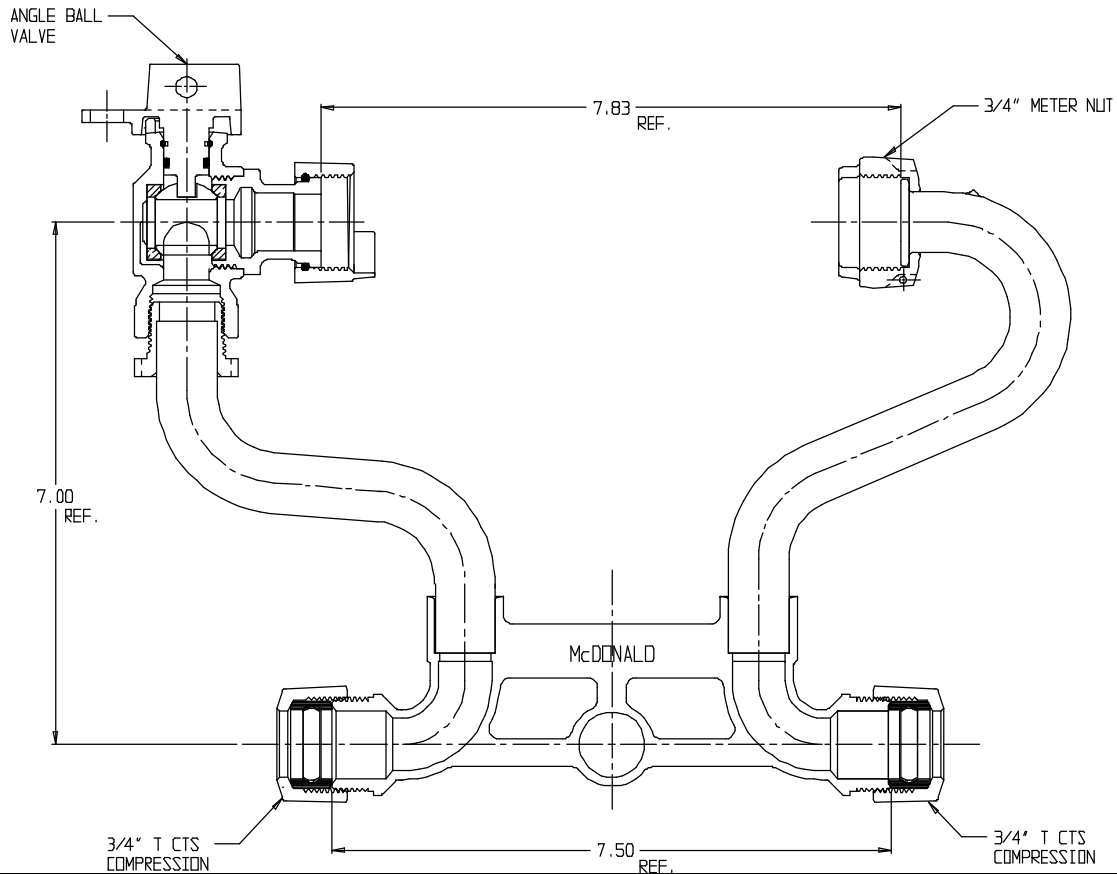 ANGLE BALL
VALVE
7.83
REF.
3/4" METER NUT
7.00
REF.
McDONALD
3/4" T CTS
COMPRESSION
7.50
REF.
3/4" T CTS
COMPRESSION